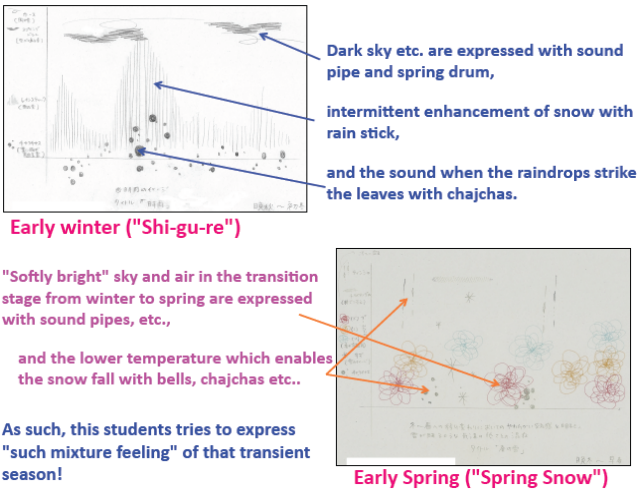 Dark sky etc. are expressed with sound
pipe and spring drum,
intermittent enhancement of snow with
rain stick,
and the sound when the raindrops strike
the leaves with chajchas.
Early winter ("Shi-gu-re")
"Softly bright" sky and air in the transition
stage from winter to spring are expressed
with sound pipes, etc.,
and the lower temperature which enables
the snow fall with bells, chajchas etc..
As such, this students tries to express
"such mixture feeling" of that transient
season!
Early Spring ("Spring Snow")